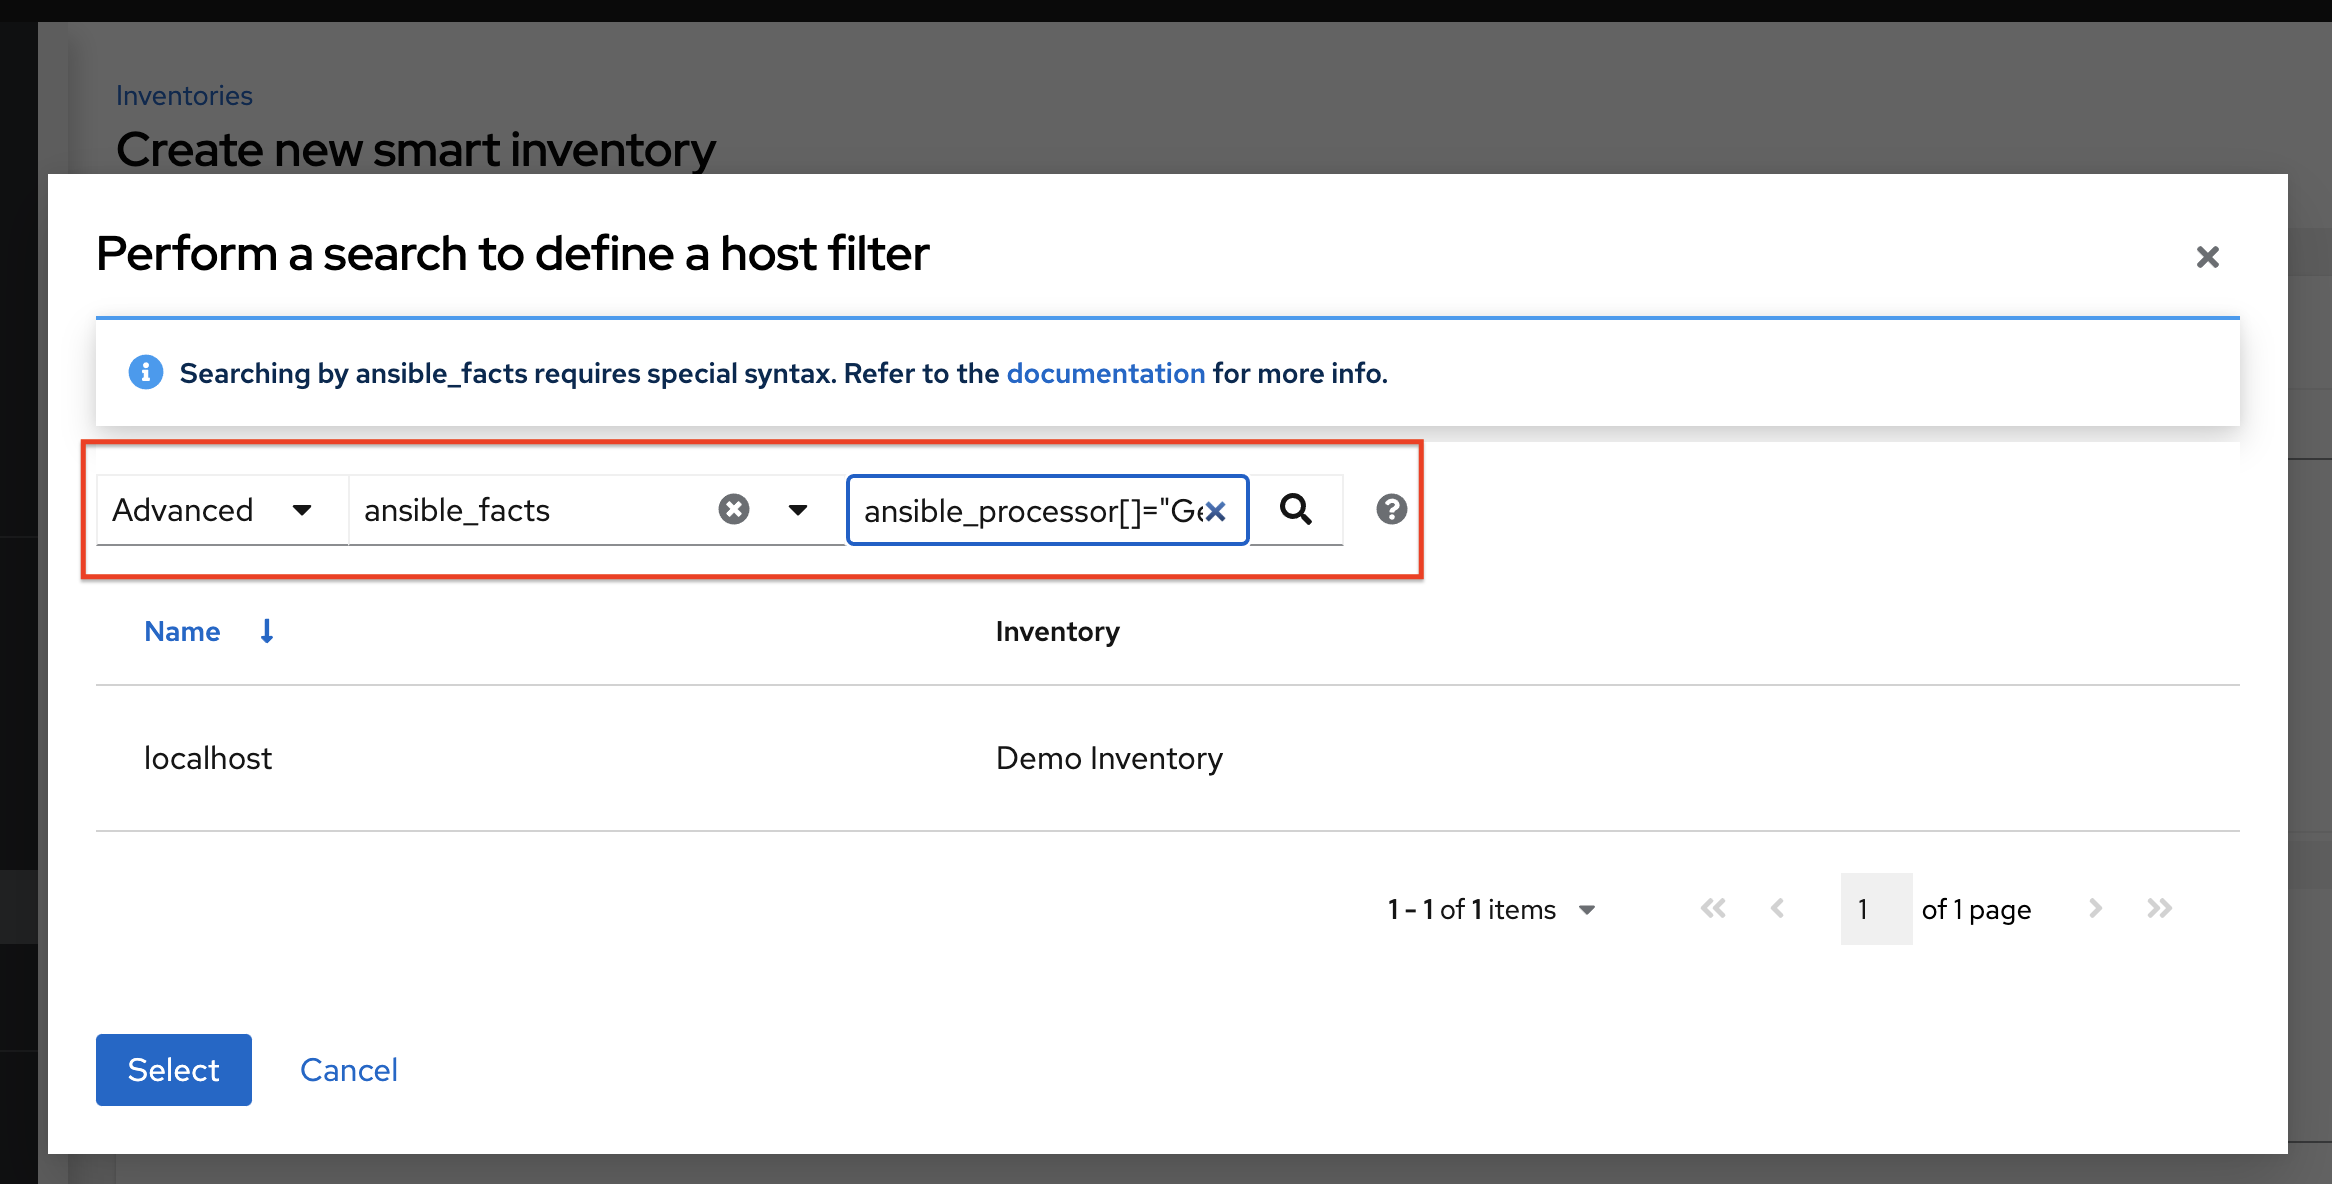 Inventories
Create new smart inventory
Perform a search to define a host filter
Searching by ansible_facts requires special syntax. Refer to the documentation for more info.
Advanced ansible_facts ansible_processor[]="Ge
Name Inventory
localhost Demo Inventory
1 - 1 of 1 items 1 of 1 page
Select Cancel